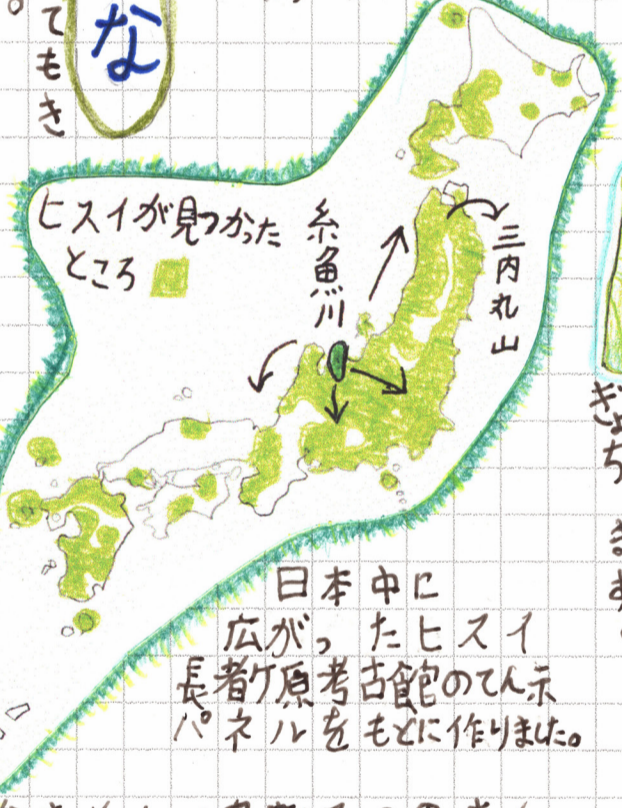 な
てもき
ヒスイが見つかった
ところ
糸魚川
三内丸山
日本中に
広がったヒスイ
長者ケ原考古館のてん示
パネルをもとに作りました。